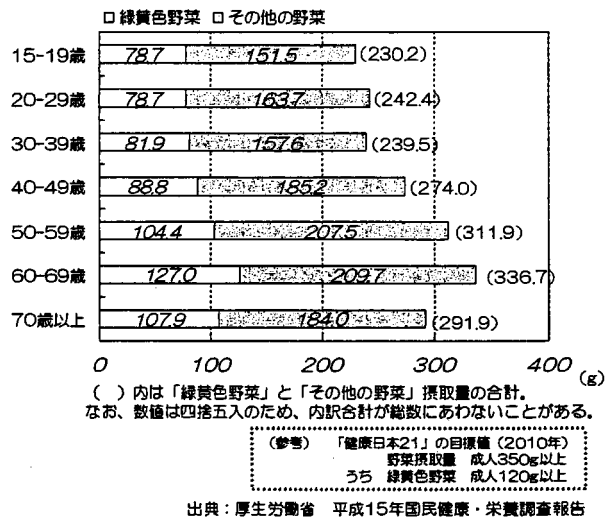 □ 緑黄色野菜 □ その他の野菜
15-19歳 78.7 151.5 (230.2)
20-29歳 78.7 163.7 (242.4)
30-39歳 81.9 157.6 (239.5)
40-49歳 88.8 185.2 (274.0)
50-59歳 104.4 207.5 (311.9)
60-69歳 127.0 209.7 (336.7)
70歳以上 107.9 184.0 (291.9)
0 100 200 300 400 (g)
( )内は「緑黄色野菜」と「その他の野菜」摂取量の合計。
なお、数値は四捨五入のため、内訳合計が総数にあわないことがある。
(参考) 「健康日本21」の目標値(2010年)
野菜摂取量 成人350g以上
うち 緑黄色野菜 成人120g以上
出典:厚生労働省 平成15年国民健康・栄養調査報告